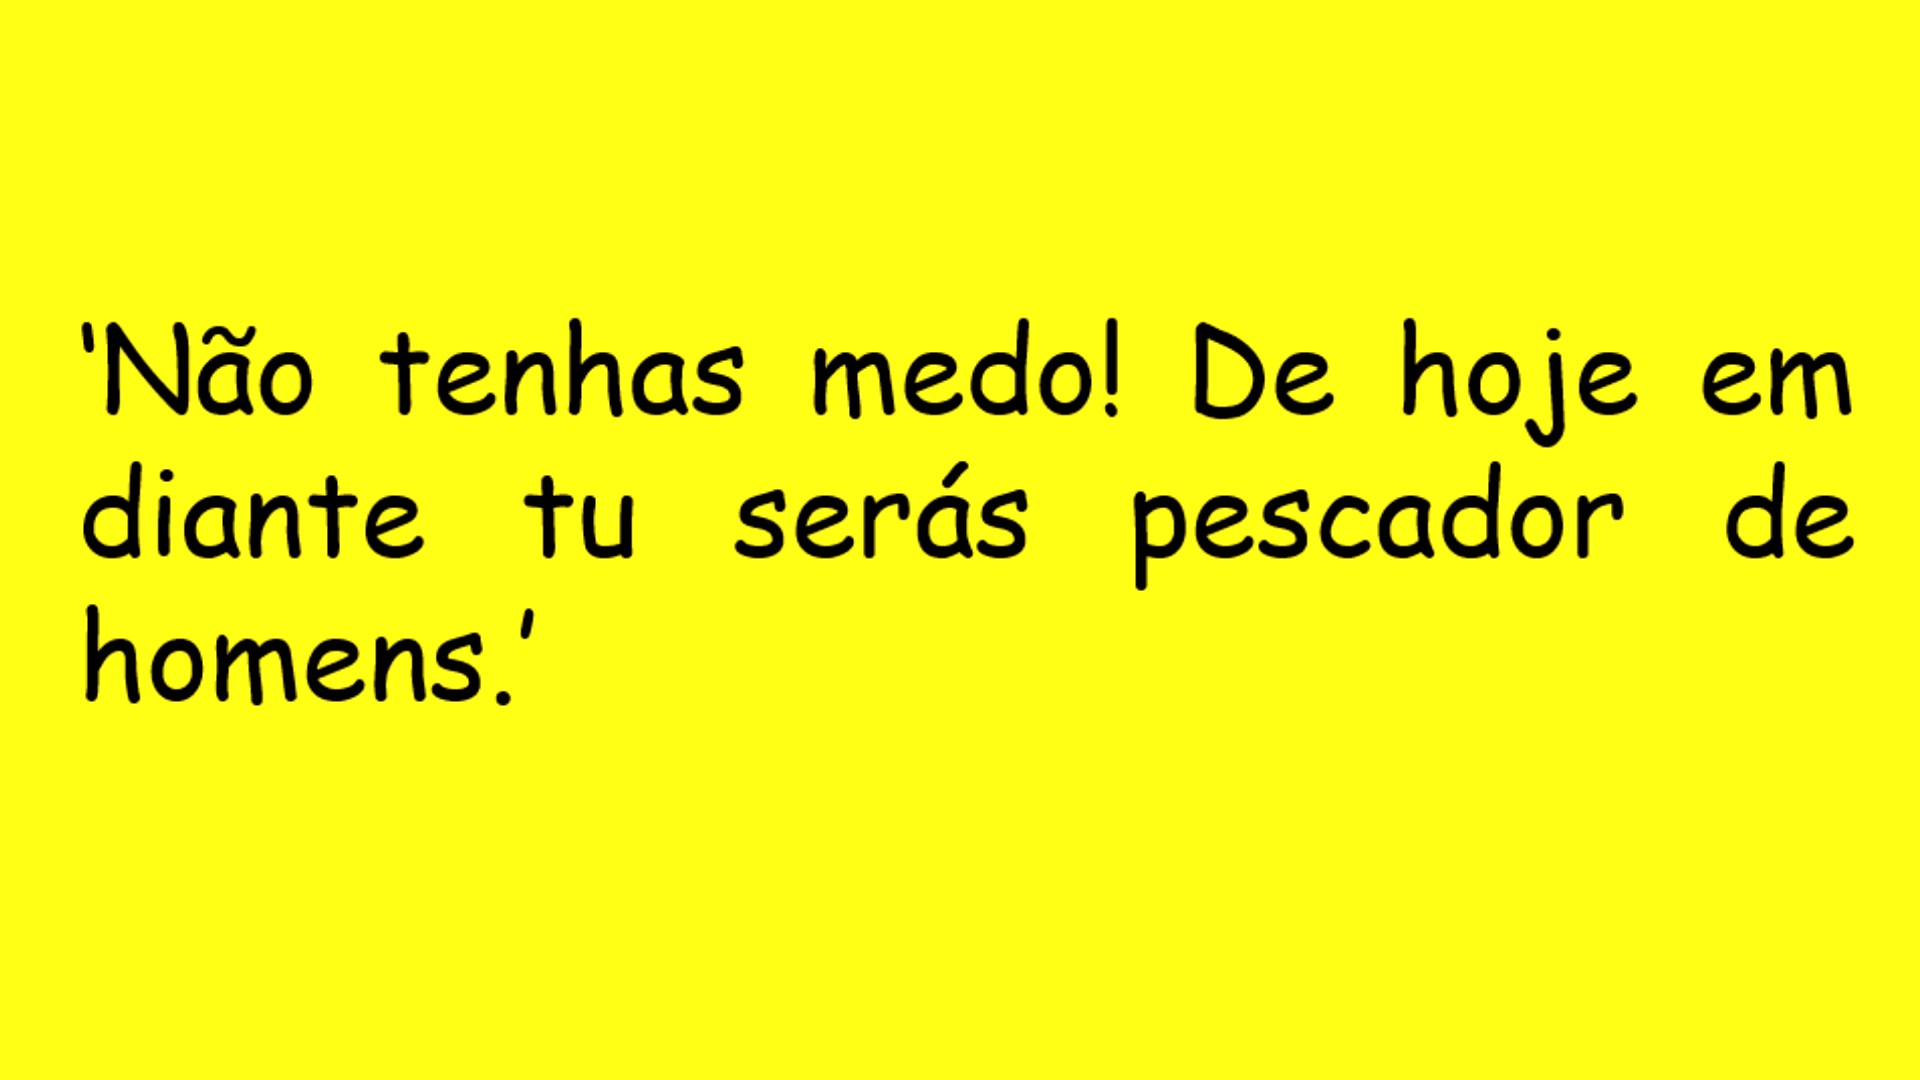 ‘Não tenhas medo! De hoje em
diante tu serás pescador de
homens.’